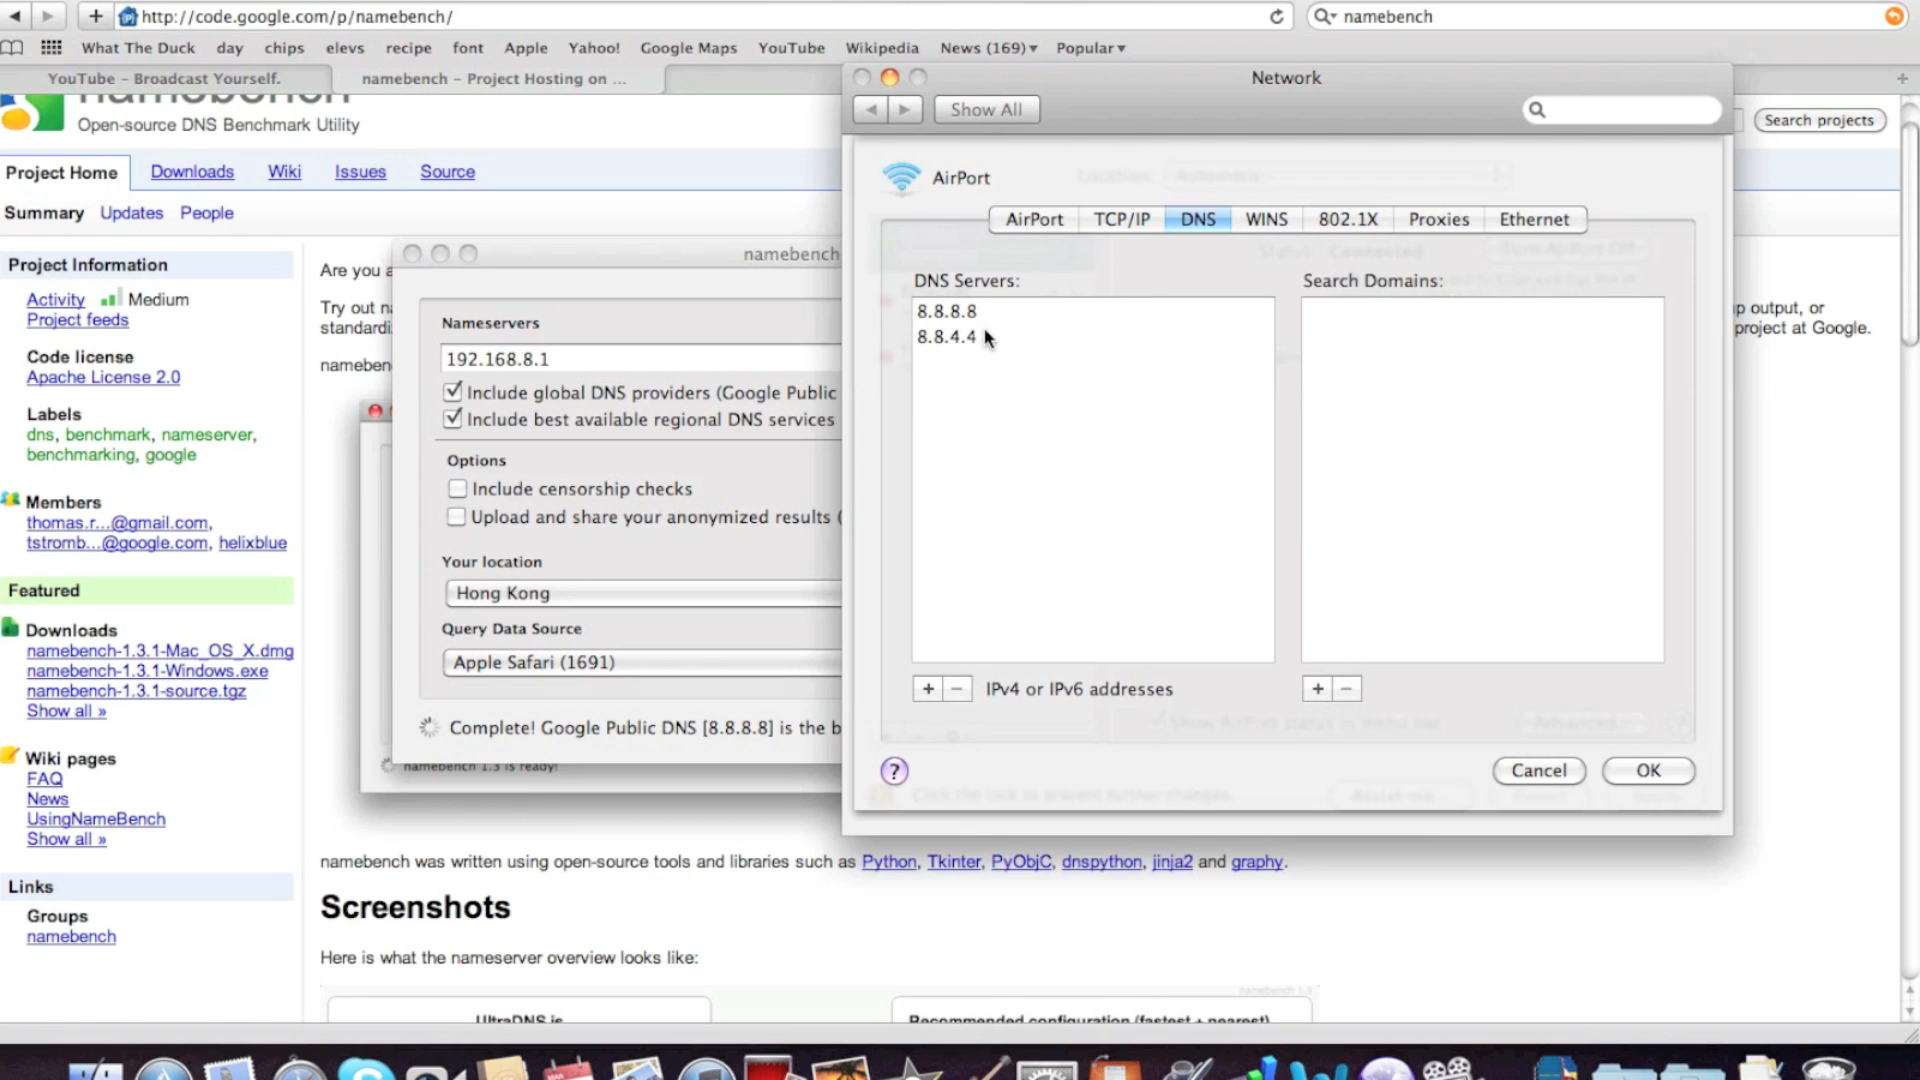 http://code.google.com/p/namebench/
namebench
What The Duck day chips elevs recipe font Apple Yahoo! Google Maps YouTube Wikipedia News (169)▾ Popular▾
YouTube – Broadcast Yourself.
namebench – Project Hosting on ...
Network
Show All
Search projects
namebench
Open-source DNS Benchmark Utility
Project Home Downloads Wiki Issues Source
Summary Updates People
AirPort
AirPort TCP/IP DNS WINS 802.1X Proxies Ethernet
DNS Servers:
8.8.8.8
8.8.4.4
Search Domains:
IPv4 or IPv6 addresses
Cancel
OK
?
namebench
Nameservers
192.168.8.1
Include global DNS providers (Google Public
Include best available regional DNS services
Options
Include censorship checks
Upload and share your anonymized results (
Your location
Hong Kong
Query Data Source
Apple Safari (1691)
Complete! Google Public DNS [8.8.8.8] is the b
namebench 1.3 is ready!
Project Information
Activity Medium
Project feeds
Code license
Apache License 2.0
Labels
dns, benchmark, nameserver,
benchmarking, google
Members
thomas.r...@gmail.com,
tstromb...@google.com, helixblue
Featured
Downloads
namebench-1.3.1-Mac_OS_X.dmg
namebench-1.3.1-Windows.exe
namebench-1.3.1-source.tgz
Show all »
Wiki pages
FAQ
News
UsingNameBench
Show all »
Links
Groups
namebench
Are you a
Try out n
standardi
p output, or
project at Google.
nameben
namebench was written using open-source tools and libraries such as Python, Tkinter, PyObjC, dnspython, jinja2 and graphy.
Screenshots
Here is what the nameserver overview looks like:
namebench 1.3
UltraDNS is
Recommended configuration (fastest + nearest)